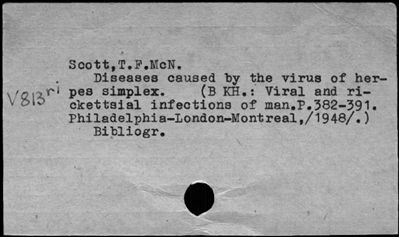 Scott,T.F.McN.
Diseases caused by the virus of her-
V813ri pes simplex. (B KH.: Viral and ri-
ckettsial infections of man.P.382-391.
Philadelphia-London-Montreal,/1948/.)
Bibliogr.